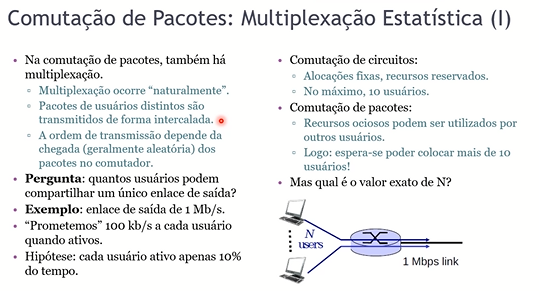 Comutação de Pacotes: Multiplexação Estatística (I)
• Na comutação de pacotes, também há
multiplexação.
▫ Multiplexação ocorre “naturalmente”.
▫ Pacotes de usuários distintos são
transmitidos de forma intercalada.
▫ A ordem de transmissão depende da
chegada (geralmente aleatória) dos
pacotes no comutador.
• Pergunta: quantos usuários podem
compartilhar um único enlace de saída?
• Exemplo: enlace de saída de 1 Mb/s.
• “Prometemos” 100 kb/s a cada usuário
quando ativos.
• Hipótese: cada usuário ativo apenas 10%
do tempo.
• Comutação de circuitos:
▫ Alocações fixas, recursos reservados.
▫ No máximo, 10 usuários.
• Comutação de pacotes:
▫ Recursos ociosos podem ser utilizados por
outros usuários.
▫ Logo: espera-se poder colocar mais de 10
usuários!
• Mas qual é o valor exato de N?
N
users
1 Mbps link